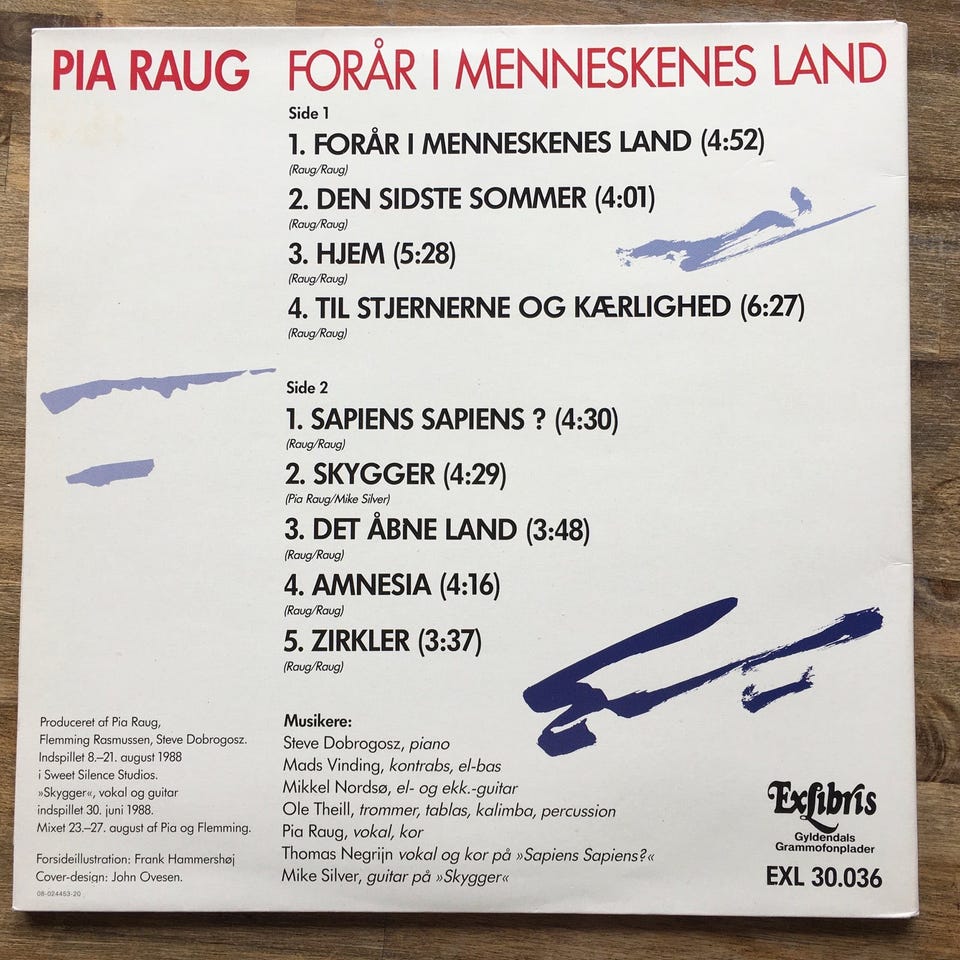 PIA RAUG FORÅR I MENNESKENES LAND
Side 1
1. FORÅR I MENNESKENES LAND (4:52)
(Raug/Raug)
2. DEN SIDSTE SOMMER (4:01)
(Raug/Raug)
3. HJEM (5:28)
(Raug/Raug)
4. TIL STJERNERNE OG KÆRLIGHED (6:27)
(Raug/Raug)
Side 2
1. SAPIENS SAPIENS ? (4:30)
(Raug/Raug)
2. SKYGGER (4:29)
(Pia Raug/Mike Silver)
3. DET ÅBNE LAND (3:48)
(Raug/Raug)
4. AMNESIA (4:16)
(Raug/Raug)
5. ZIRKLER (3:37)
(Raug/Raug)
Produceret af Pia Raug,
Flemming Rasmussen, Steve Dobrogosz.
Indspillet 8.–21. august 1988
i Sweet Silence Studios.
»Skygger«, vokal og guitar
indspillet 30. juni 1988.
Mixet 23.–27. august af Pia og Flemming.
Forsideillustration: Frank Hammershøj
Cover-design: John Ovesen.
08-024453-20
Musikere:
Steve Dobrogosz, piano
Mads Vinding, kontrabs, el-bas
Mikkel Nordsø, el- og ekk.-guitar
Ole Theill, trommer, tablas, kalimba, percussion
Pia Raug, vokal, kor
Thomas Negrijn vokal og kor på »Sapiens Sapiens?«
Mike Silver, guitar på »Skygger«
Exlibris
Gyldendals
Grammofonplader
EXL 30.036